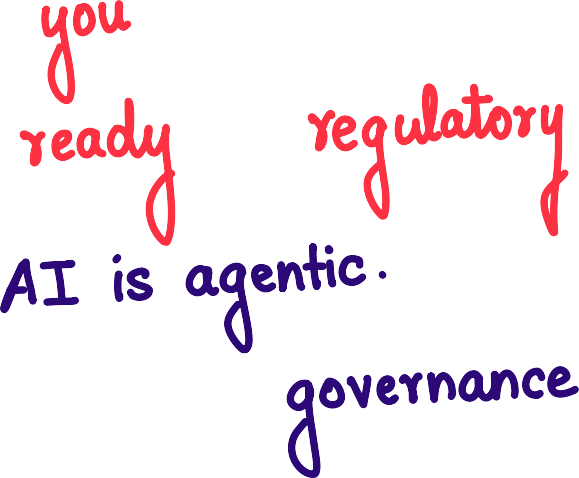 you
ready regulatory
AI is agentic.
governance